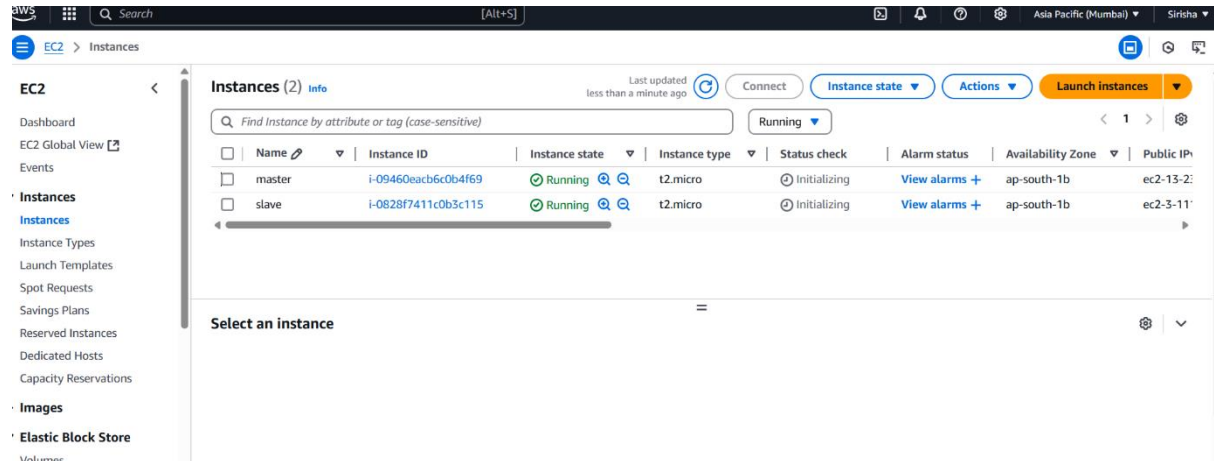 aws Search [Alt+S] Asia Pacific (Mumbai) Sirisha
EC2 > Instances
EC2
Dashboard
EC2 Global View
Events
Instances
Instances
Instance Types
Launch Templates
Spot Requests
Savings Plans
Reserved Instances
Dedicated Hosts
Capacity Reservations
Images
Elastic Block Store
Volumes
Instances (2) Info
Last updated
less than a minute ago
Connect Instance state Actions Launch instances
Find Instance by attribute or tag (case-sensitive) Running < 1 >
Name Instance ID Instance state Instance type Status check Alarm status Availability Zone Public
master i-09460eacb6c0b4f69 Running t2.micro Initializing View alarms + ap-south-1b
slave i-0828f7411c0b3c115 Running t2.micro Initializing View alarms + ap-south-1b
Select an instance